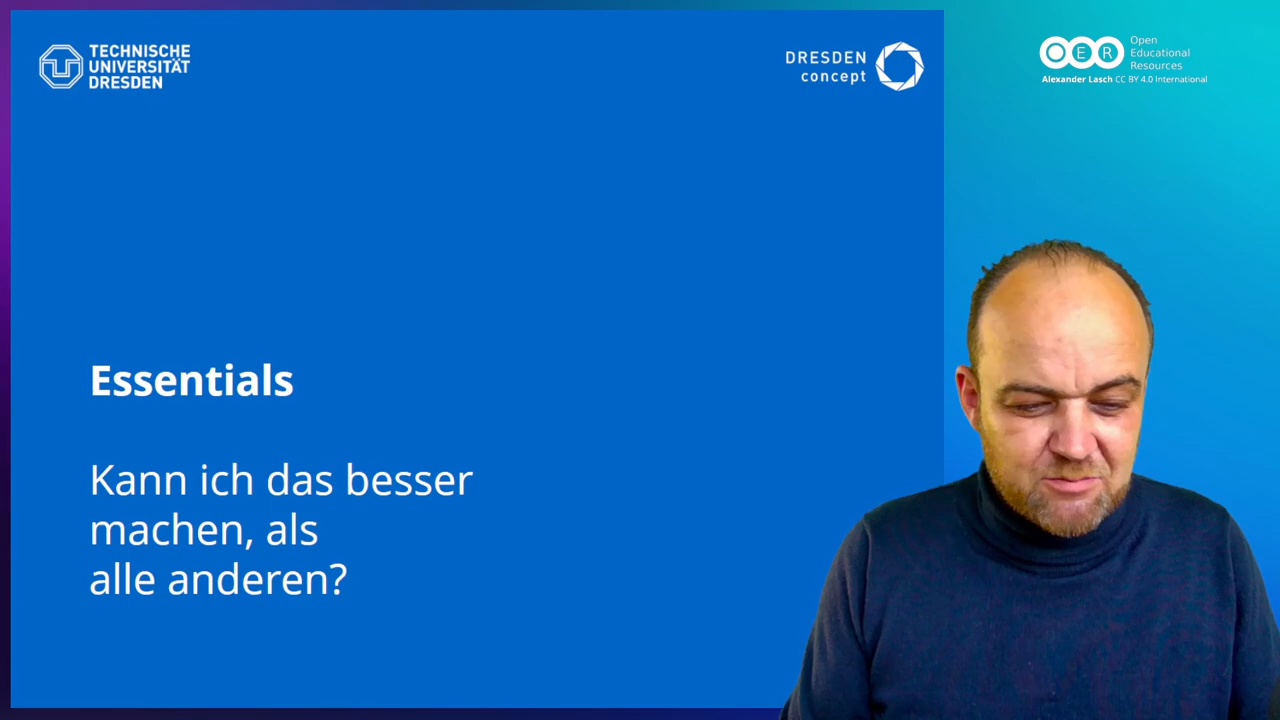 TECHNISCHE
UNIVERSITÄT
DRESDEN
DRESDEN
concept
OER
Open
Educational
Resources
Alexander Lasch CC BY 4.0 International
Essentials
Kann ich das besser
machen, als
alle anderen?